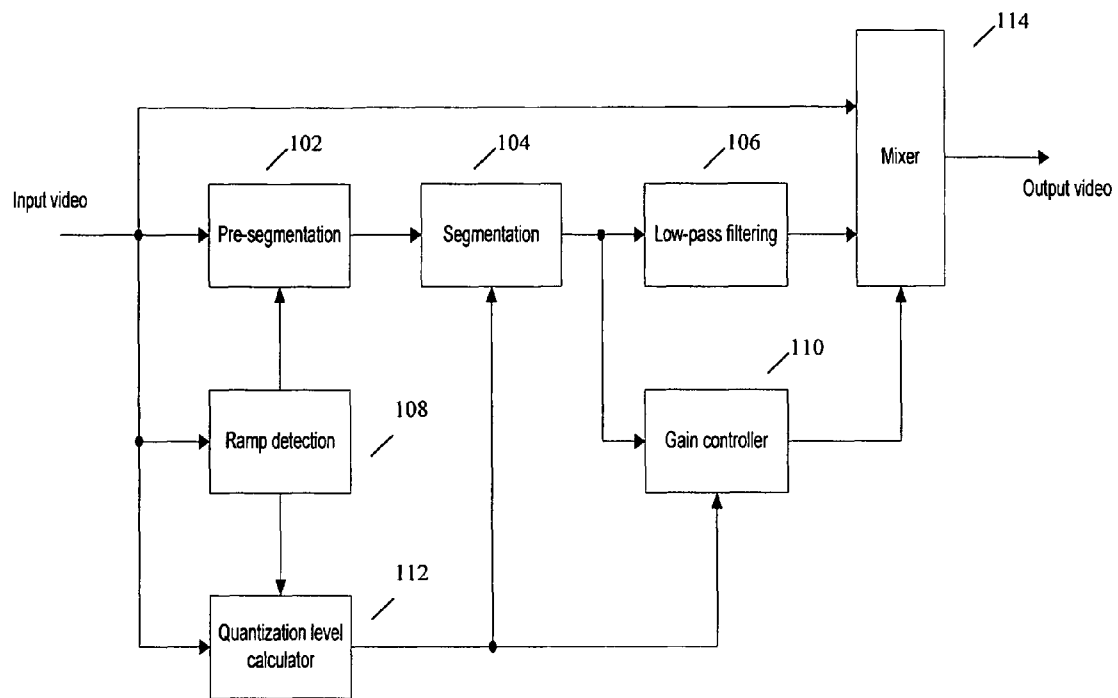 114
102
104
106
Mixer
Input video
Pre-segmentation
Segmentation
Low-pass filtering
Output video
110
Ramp detection
108
Gain controller
112
Quantization level
calculator